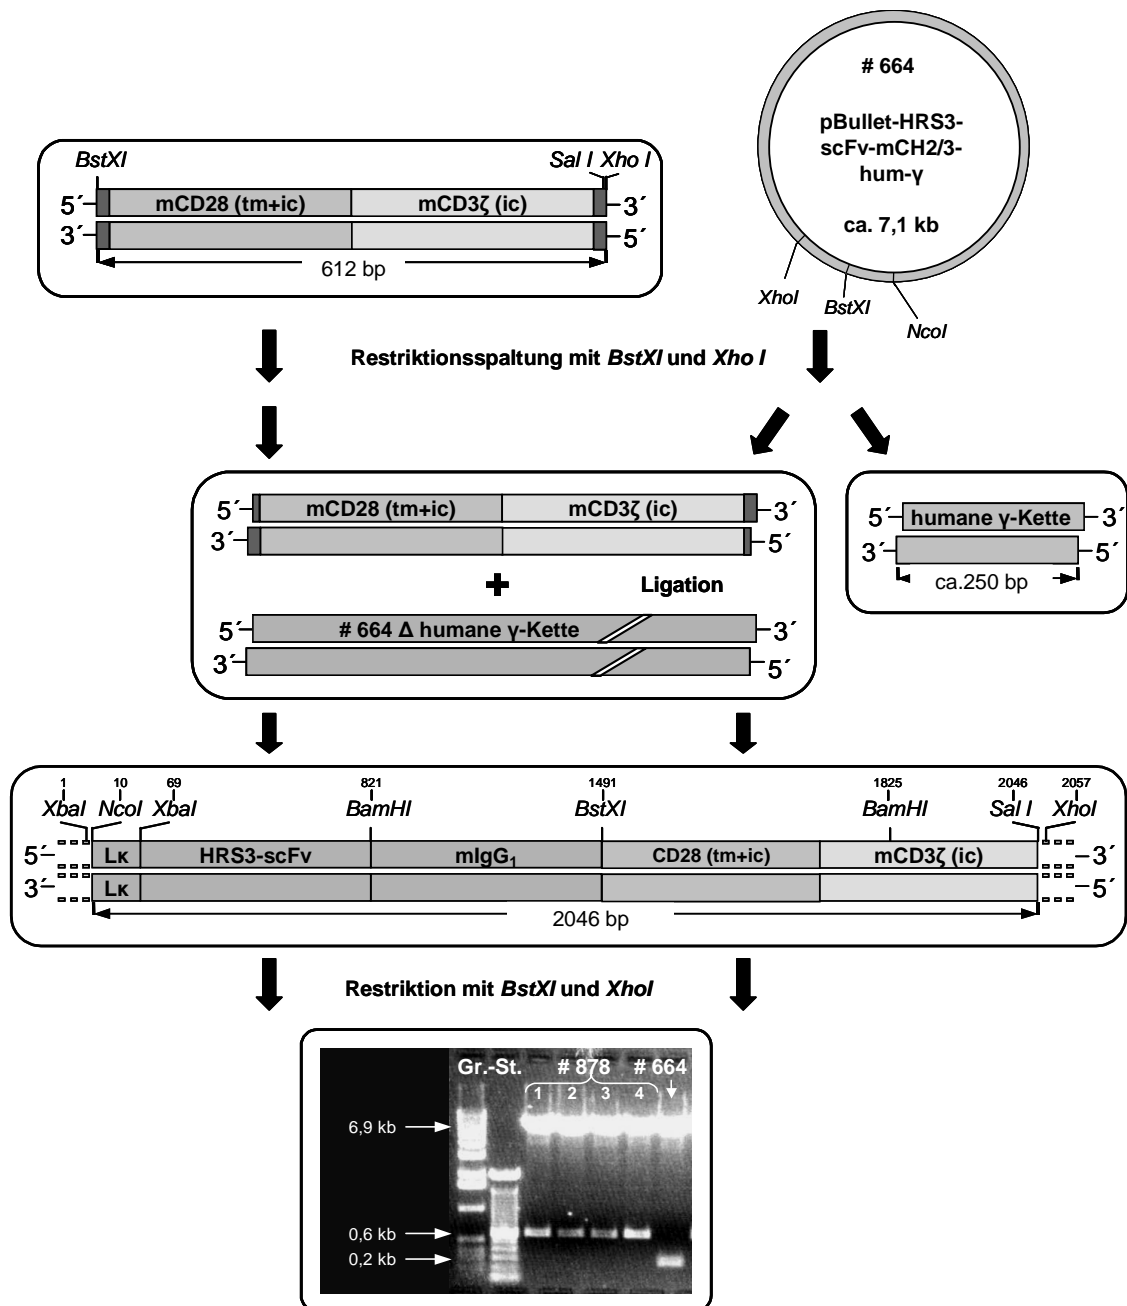 # 664
pBullet-HRS3-
scFv-mCH2/3-
hum-γ
ca. 7,1 kb
XhoI
BstXI
NcoI
BstXI
Sal I Xho I
5´ mCD28 (tm+ic) mCD3ζ (ic) 3´
3´ 5´
612 bp
Restriktionsspaltung mit BstXI und Xho I
5´ mCD28 (tm+ic) mCD3ζ (ic) 3´
3´ 5´
+ Ligation
5´ # 664 Δ humane γ-Kette 3´
3´ 5´
5´ humane γ-Kette 3´
3´ 5´
ca.250 bp
1 10 69 821 1491 1825 2046 2057
XbaI NcoI XbaI BamHI BstXI BamHI Sal I XhoI
5´ Lκ HRS3-scFv mIgG1 CD28 (tm+ic) mCD3ζ (ic) 3´
3´ Lκ 5´
2046 bp
Restriktion mit BstXI und XhoI
Gr.-St. # 878 # 664
1 2 3 4
6,9 kb
0,6 kb
0,2 kb